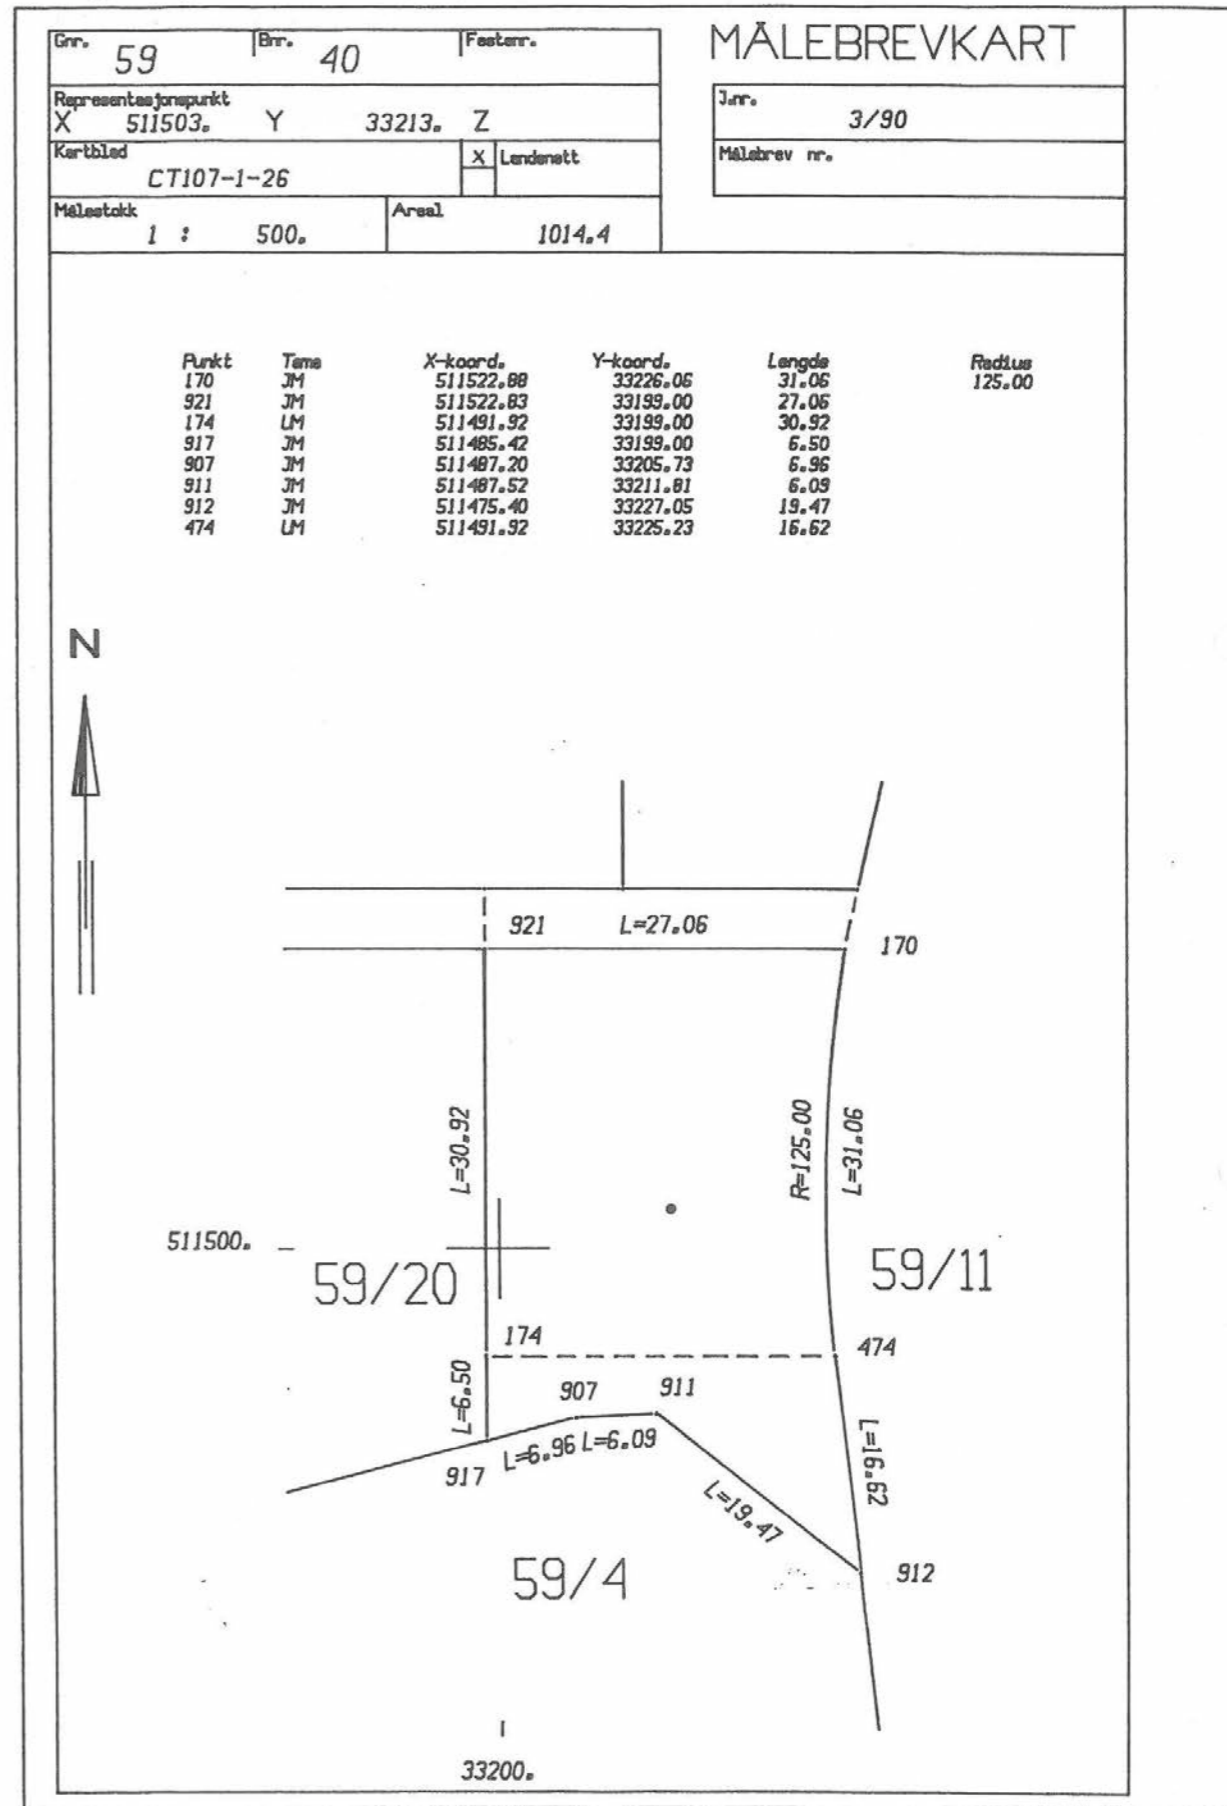 MÅLEBREVKART
Gnr. 59 Bnr. 40 Festenr.
Representasjonspunkt
X 511503. Y 33213. Z
J.nr. 3/90
Kartblad CT107-1-26 X Landsnett
Målebrev nr.
Målestokk 1 : 500. Areal 1014.4
Punkt Tema X-koord. Y-koord. Lengde Radius
170 JM 511522.88 33226.06 31.06 125.00
921 JM 511522.83 33199.00 27.06
174 UM 511491.92 33199.00 30.92
917 JM 511485.42 33199.00 6.50
907 JM 511487.20 33205.73 6.96
911 JM 511487.52 33211.81 6.09
912 JM 511475.40 33227.05 19.47
474 UM 511491.92 33225.23 16.62
N
921 L=27.06
170
L=30.92
R=125.00
L=31.06
511500.
59/20
59/11
174
474
L=6.50
907 911
L=6.96 L=6.09
917
L=19.47
L=16.62
59/4
912
33200.